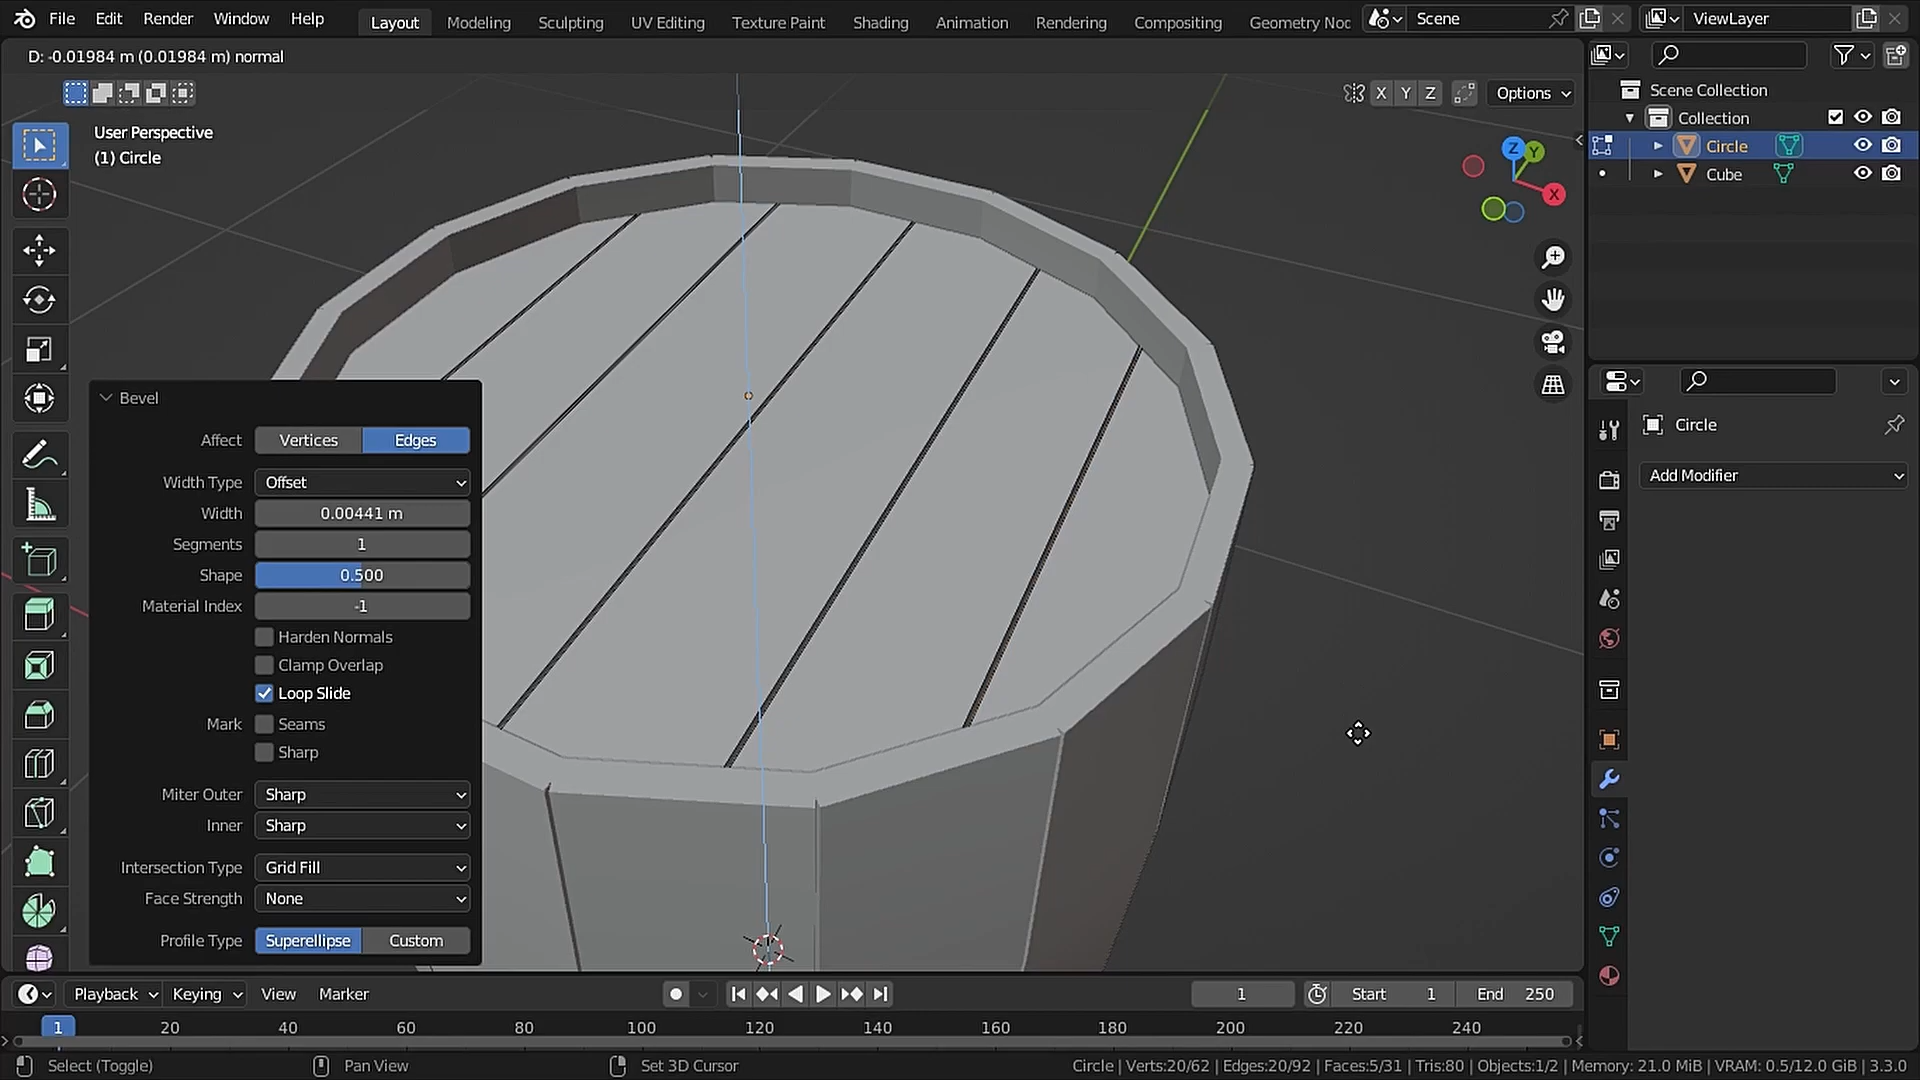 File Edit Render Window Help Layout Modeling Sculpting UV Editing Texture Paint Shading Animation Rendering Compositing Geometry Noc Scene ViewLayer
D: -0.01984 m (0.01984 m) normal
X Y Z Options
User Perspective
(1) Circle
Scene Collection
Collection
Circle
Cube
Z Y X
Bevel
Affect Vertices Edges
Width Type Offset
Width 0.00441 m
Segments 1
Shape 0.500
Material Index -1
Harden Normals
Clamp Overlap
Loop Slide
Mark Seams
Sharp
Miter Outer Sharp
Inner Sharp
Intersection Type Grid Fill
Face Strength None
Profile Type Superellipse Custom
Circle
Add Modifier
Playback Keying View Marker 1 Start 1 End 250
1 20 40 60 80 100 120 140 160 180 200 220 240
Select (Toggle) Pan View Set 3D Cursor Circle | Verts:20/62 | Edges:20/92 | Faces:5/31 | Tris:80 | Objects:1/2 | Memory: 21.0 MiB | VRAM: 0.5/12.0 GiB | 3.3.0